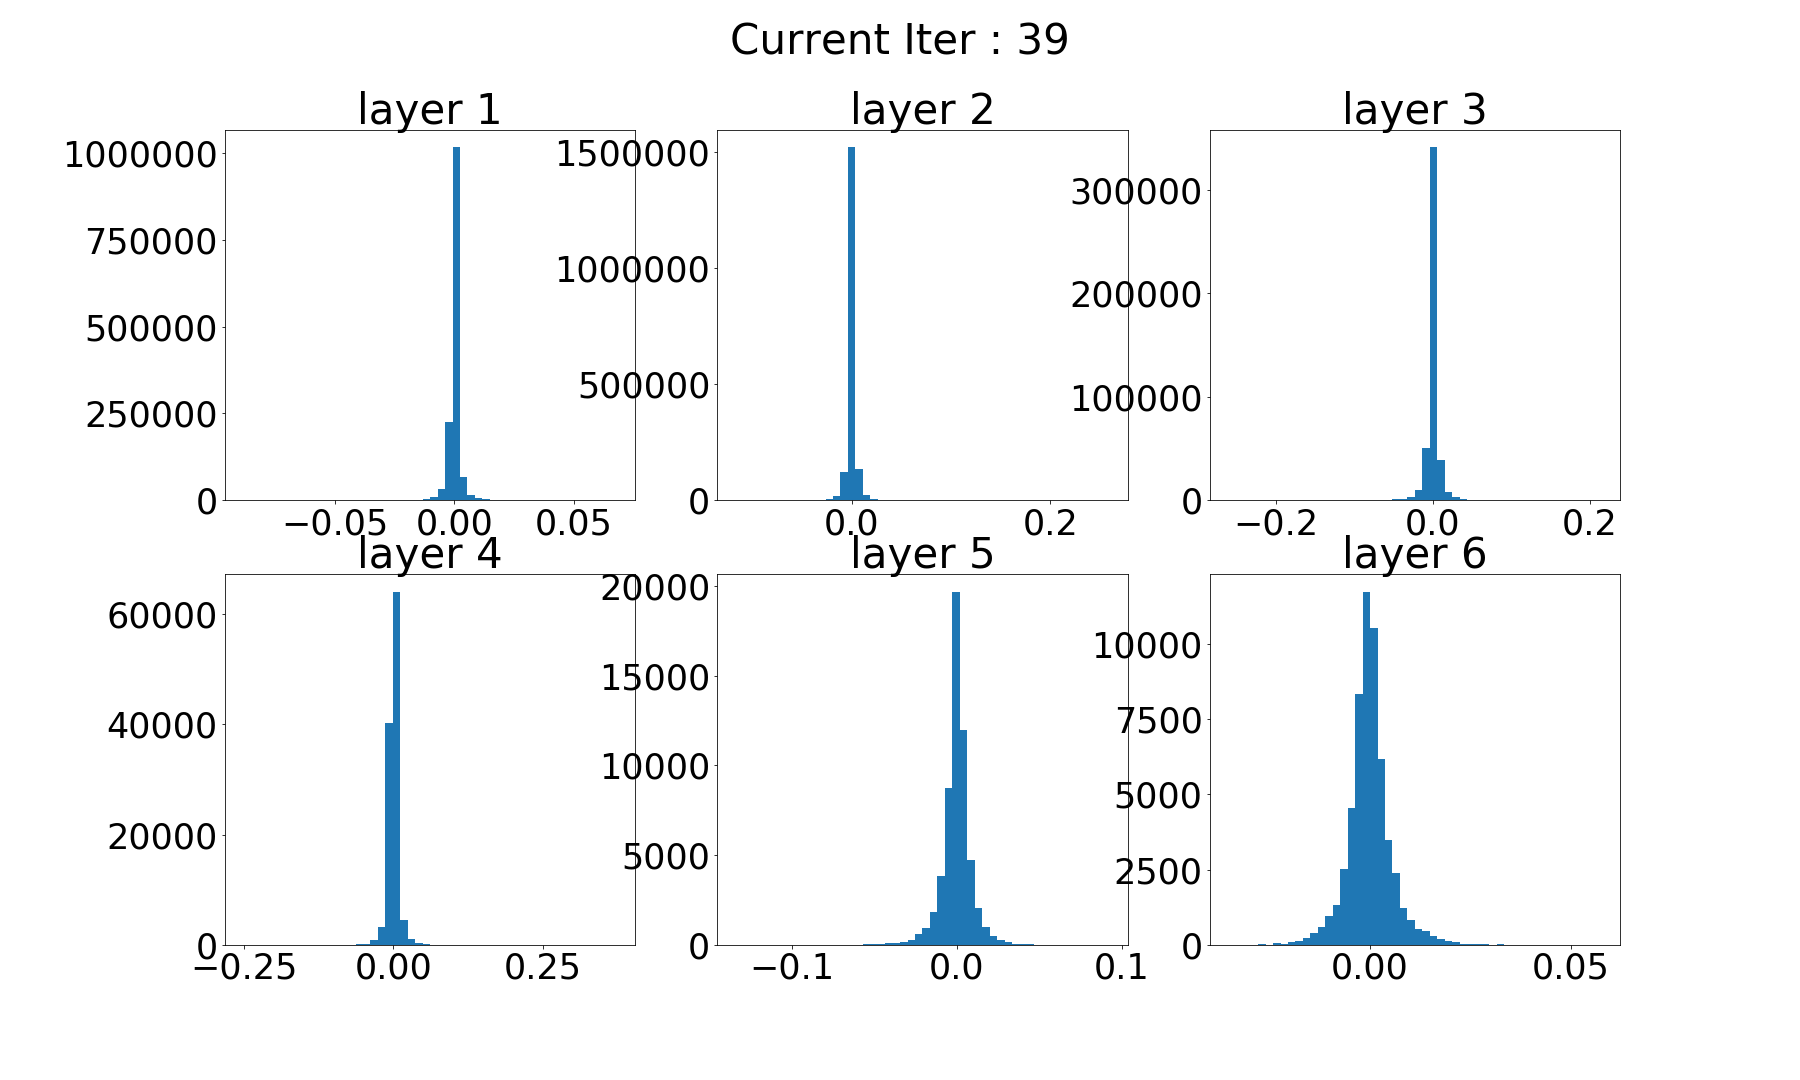 Current Iter : 39
layer 1
1000000
750000
500000
250000
0
−0.05 0.00 0.05
layer 2
1500000
1000000
500000
0
0.0 0.2
layer 3
300000
200000
100000
0
−0.2 0.0 0.2
layer 4
60000
40000
20000
0
−0.25 0.00 0.25
layer 5
20000
15000
10000
5000
0
−0.1 0.0 0.1
layer 6
10000
7500
5000
2500
0
0.00 0.05